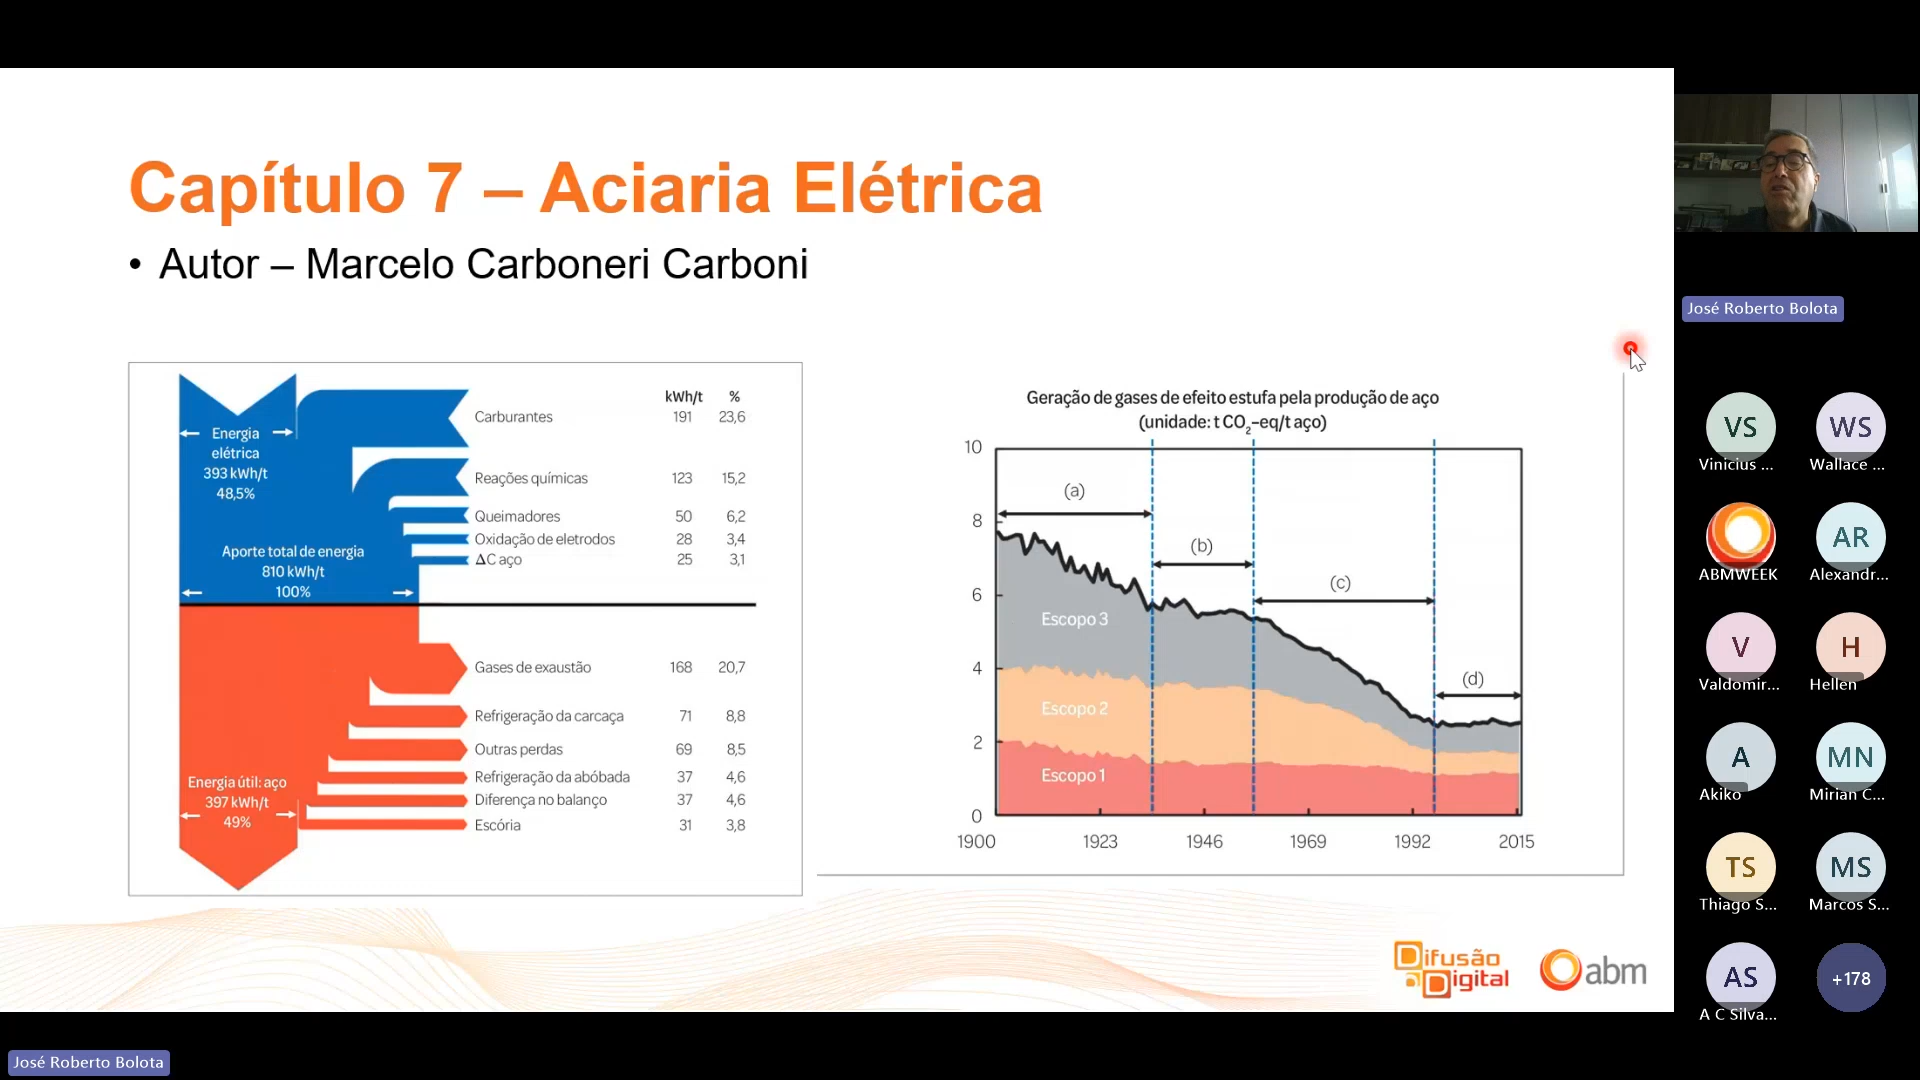 Capítulo 7 – Aciaria Elétrica
• Autor – Marcelo Carboneri Carboni
kWh/t %
Carburantes 191 23,6
Energia
elétrica
393 kWh/t
48,5%
Reações químicas 123 15,2
Queimadores 50 6,2
Oxidação de eletrodos 28 3,4
ΔC aço 25 3,1
Aporte total de energia
810 kWh/t
100%
Gases de exaustão 168 20,7
Refrigeração da carcaça 71 8,8
Outras perdas 69 8,5
Refrigeração da abóbada 37 4,6
Diferença no balanço 37 4,6
Escória 31 3,8
Energia útil: aço
397 kWh/t
49%
Geração de gases de efeito estufa pela produção de aço
(unidade: t CO2-eq/t aço)
10
8
6
4
2
0
(a)
(b)
(c)
(d)
Escopo 3
Escopo 2
Escopo 1
1900 1923 1946 1969 1992 2015
Difusão
Digital
abm
José Roberto Bolota
VS WS
Vinicius ... Wallace ...
AR
ABMWEEK Alexandr...
V H
Valdomir... Hellen
A MN
Akiko Mirian C...
TS MS
Thiago S... Marcos S...
AS +178
A C Silva...
José Roberto Bolota